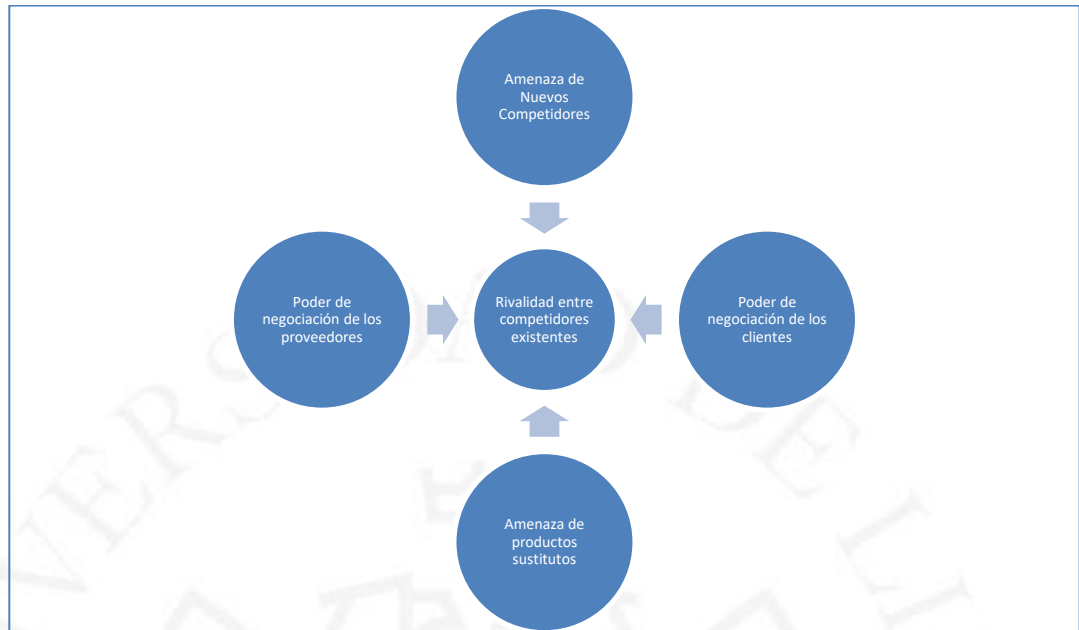 Amenaza de
Nuevos
Competidores
Poder de
negociación de los
proveedores
Rivalidad entre
competidores
existentes
Poder de
negociación de los
clientes
Amenaza de
productos
sustitutos